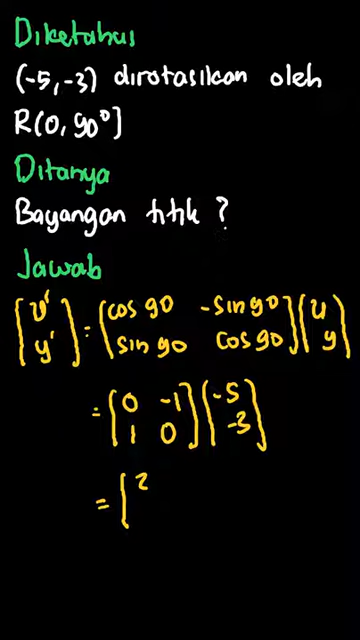 Diketahui
(-5,-3) dirotasikan oleh
R(0, 90°]
Ditanya
Bayangan titik ?
Jawab
[x' y'] = [cos 90 -sin 90 sin 90 cos 90] [x y]
= [0 -1 1 0] [-5 -3]
= [2